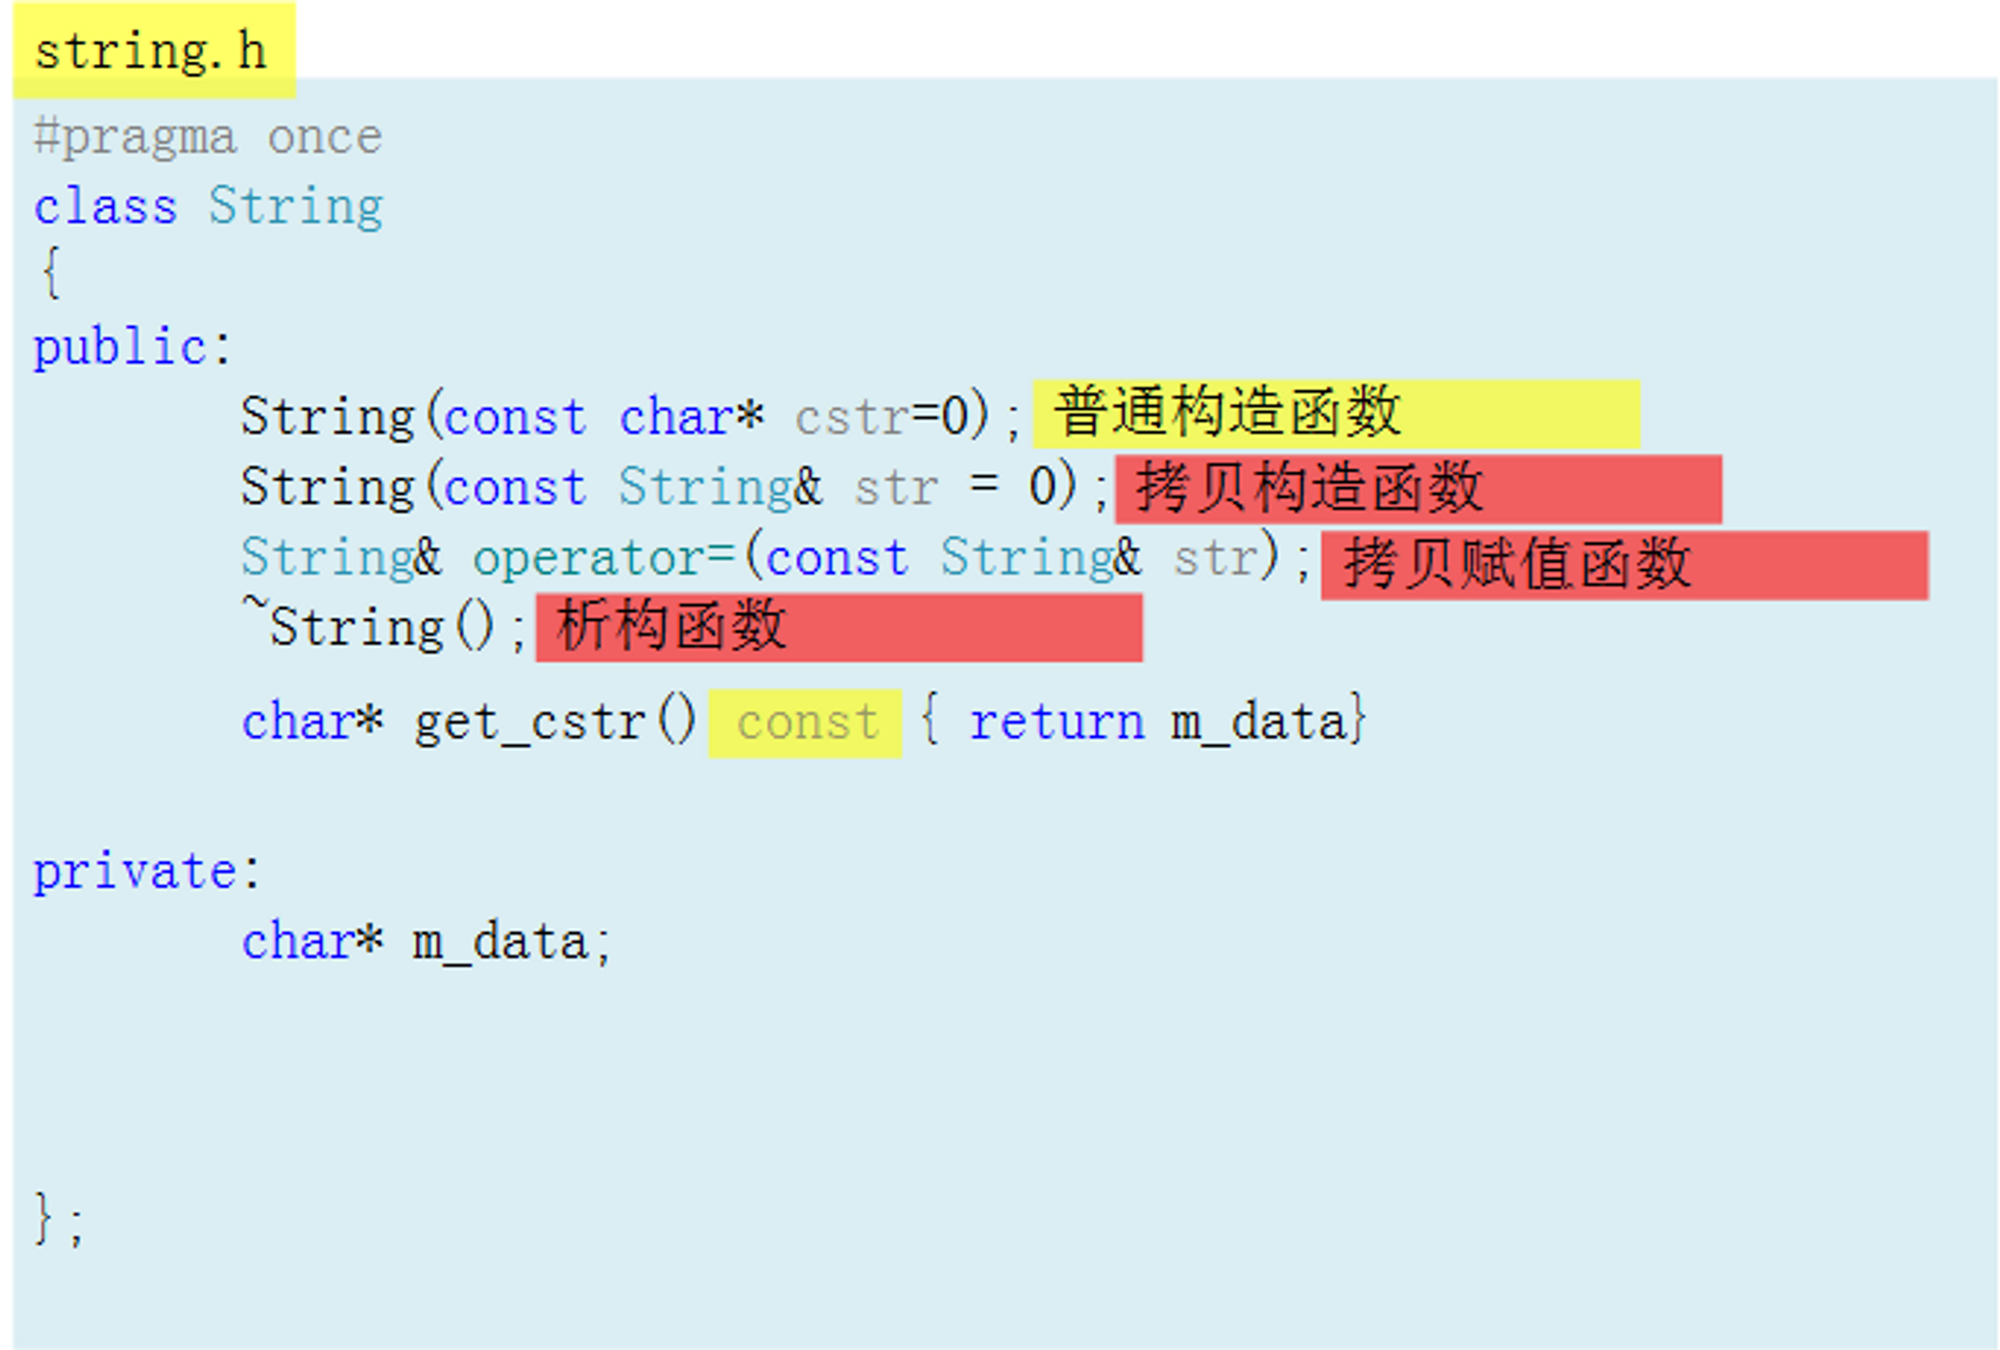 string.h
#pragma once
class String
{
public:
String(const char* cstr=0); 普通构造函数
String(const String& str = 0); 拷贝构造函数
String& operator=(const String& str); 拷贝赋值函数
~String(); 析构函数
char* get_cstr() const { return m_data}
private:
char* m_data;
};